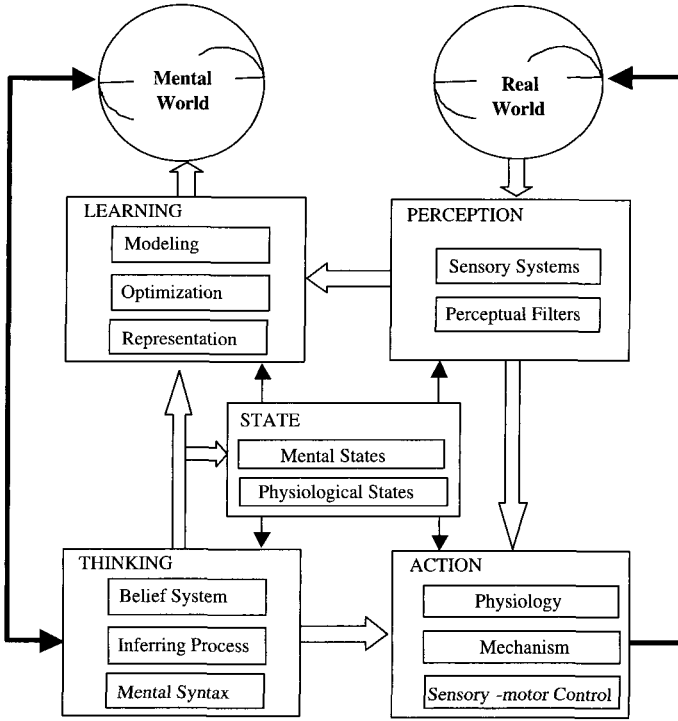 Mental
World
Real
World
LEARNING
Modeling
Optimization
Representation
PERCEPTION
Sensory Systems
Perceptual Filters
STATE
Mental States
Physiological States
THINKING
Belief System
Inferring Process
Mental Syntax
ACTION
Physiology
Mechanism
Sensory -motor Control